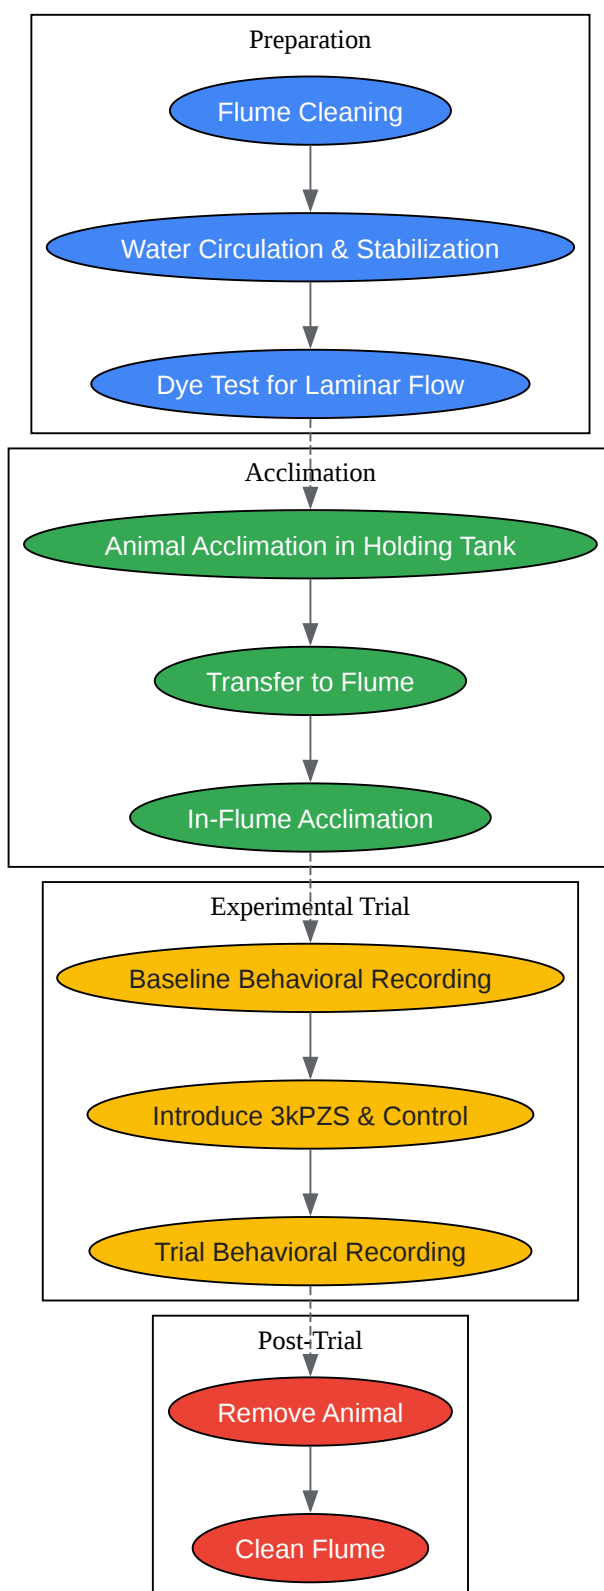 Preparation
Flume Cleaning
Water Circulation & Stabilization
Dye Test for Laminar Flow
Acclimation
Animal Acclimation in Holding Tank
Transfer to Flume
In-Flume Acclimation
Experimental Trial
Baseline Behavioral Recording
Introduce 3kPZS & Control
Trial Behavioral Recording
Post-Trial
Remove Animal
Clean Flume